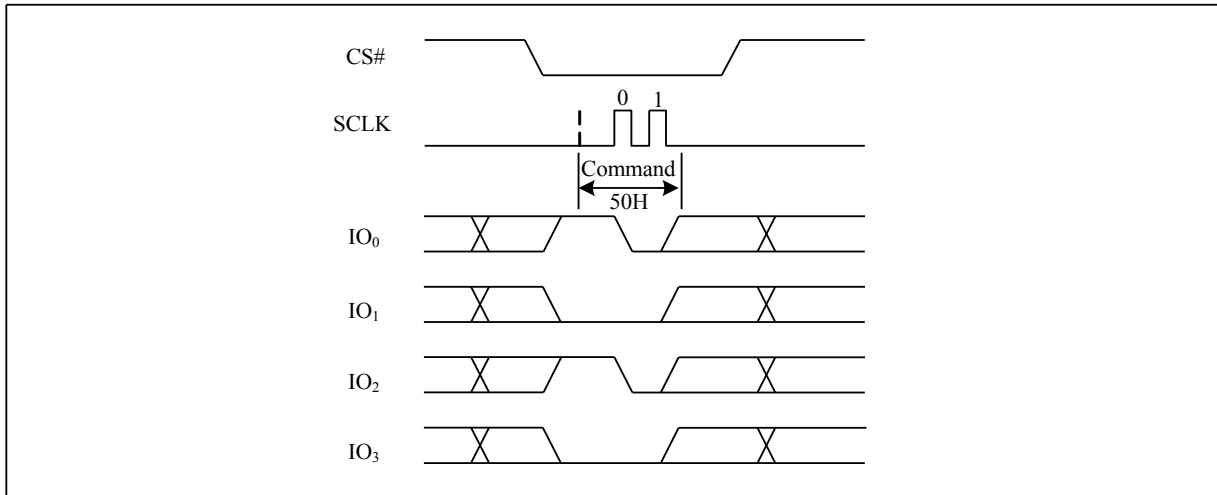 CS#
0 1
SCLK
Command
50H
IO₀
IO₁
IO₂
IO₃